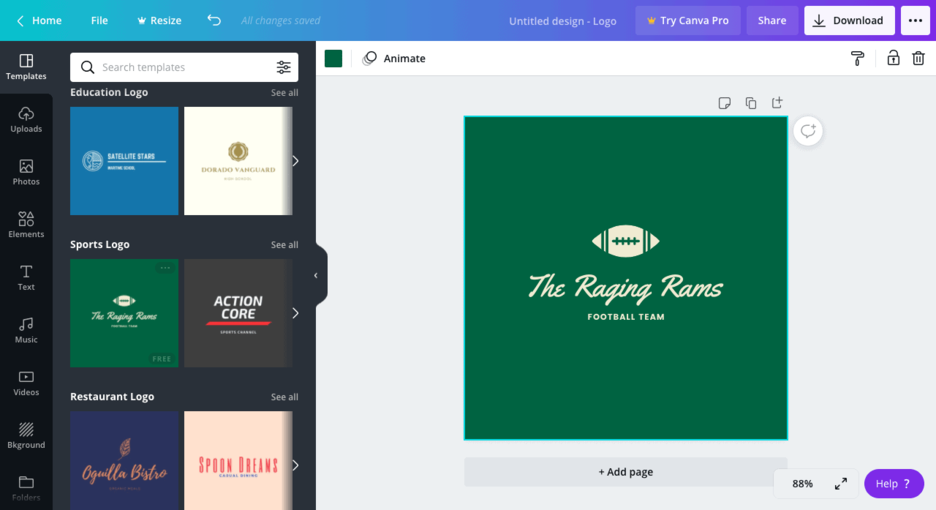 Home File Resize All changes saved Untitled design - Logo Try Canva Pro Share Download
Templates
Uploads
Photos
Elements
Text
Music
Videos
Bkground
Folders
Search templates
Education Logo See all
SATELLITE STARS
DORADO VANGUARD
Sports Logo See all
The Raging Rams
FOOTBALL TEAM
FREE
ACTION
CORE
SPORTS CHANNEL
Restaurant Logo See all
Oquilla Bistro
SPOON DREAMS
CASUAL DINING
Animate
The Raging Rams
FOOTBALL TEAM
+ Add page
88%
Help ?